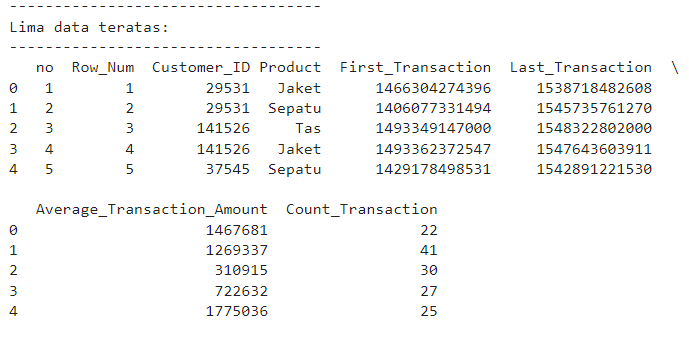 -----------------------------------
Lima data teratas:
-----------------------------------
   no  Row_Num  Customer_ID Product  First_Transaction  Last_Transaction  \
0   1        1        29531   Jaket      1466304274396     1538718482608
1   2        2        29531  Sepatu      1406077331494     1545735761270
2   3        3       141526     Tas      1493349147000     1548322802000
3   4        4       141526   Jaket      1493362372547     1547643603911
4   5        5        37545  Sepatu      1429178498531     1542891221530
   Average_Transaction_Amount  Count_Transaction
0                     1467681                 22
1                     1269337                 41
2                      310915                 30
3                      722632                 27
4                     1775036                 25